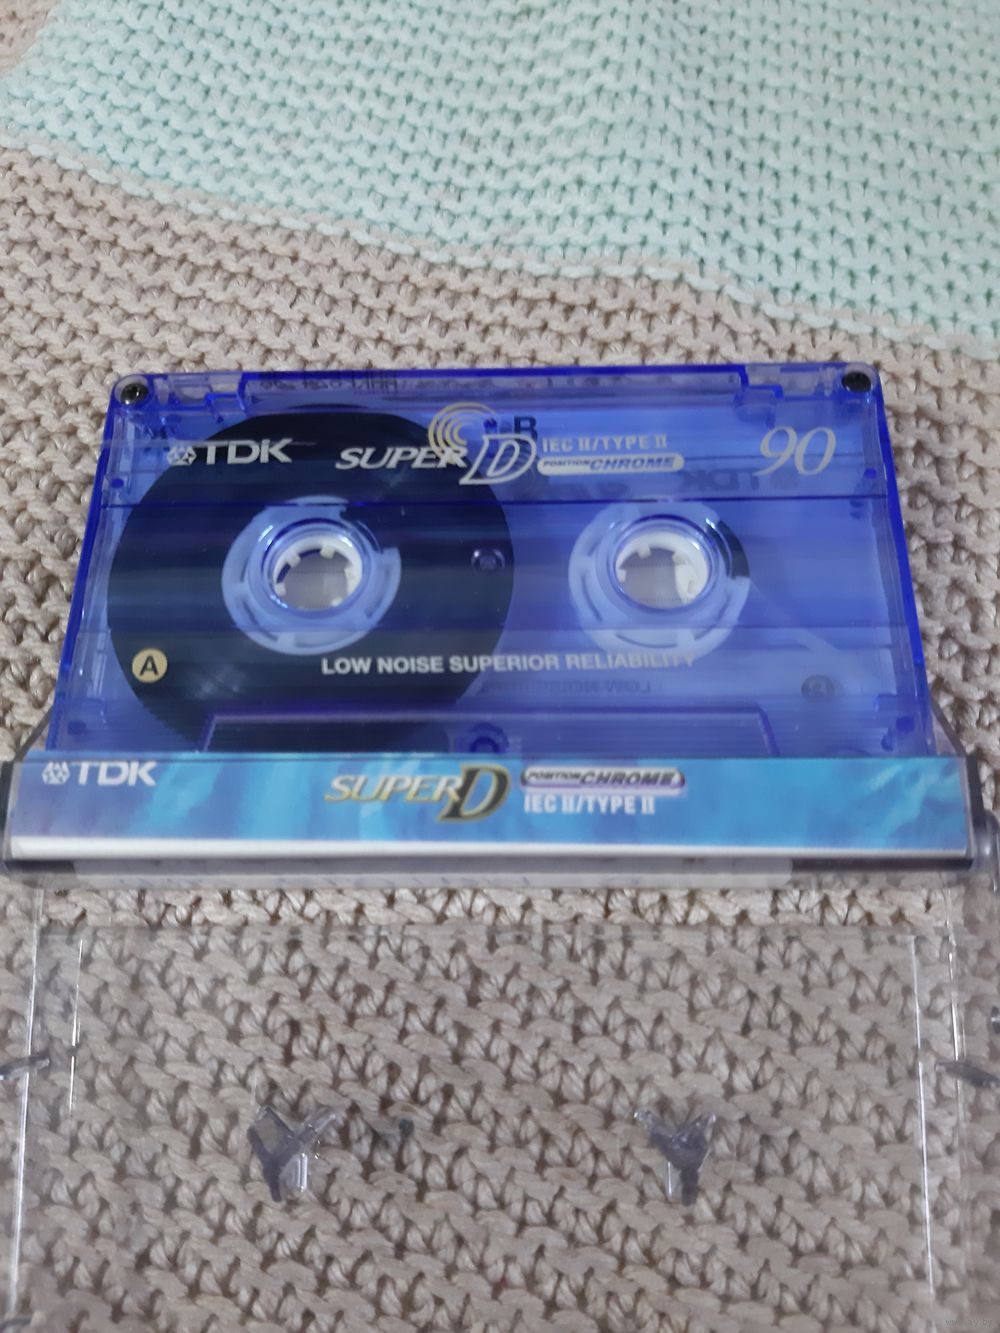 TDK
SUPER D
B
IEC II/TYPE II
POSITION CHROME
90
A
LOW NOISE SUPERIOR RELIABILITY
TDK
SUPER D
POSITION CHROME
IEC II/TYPE II